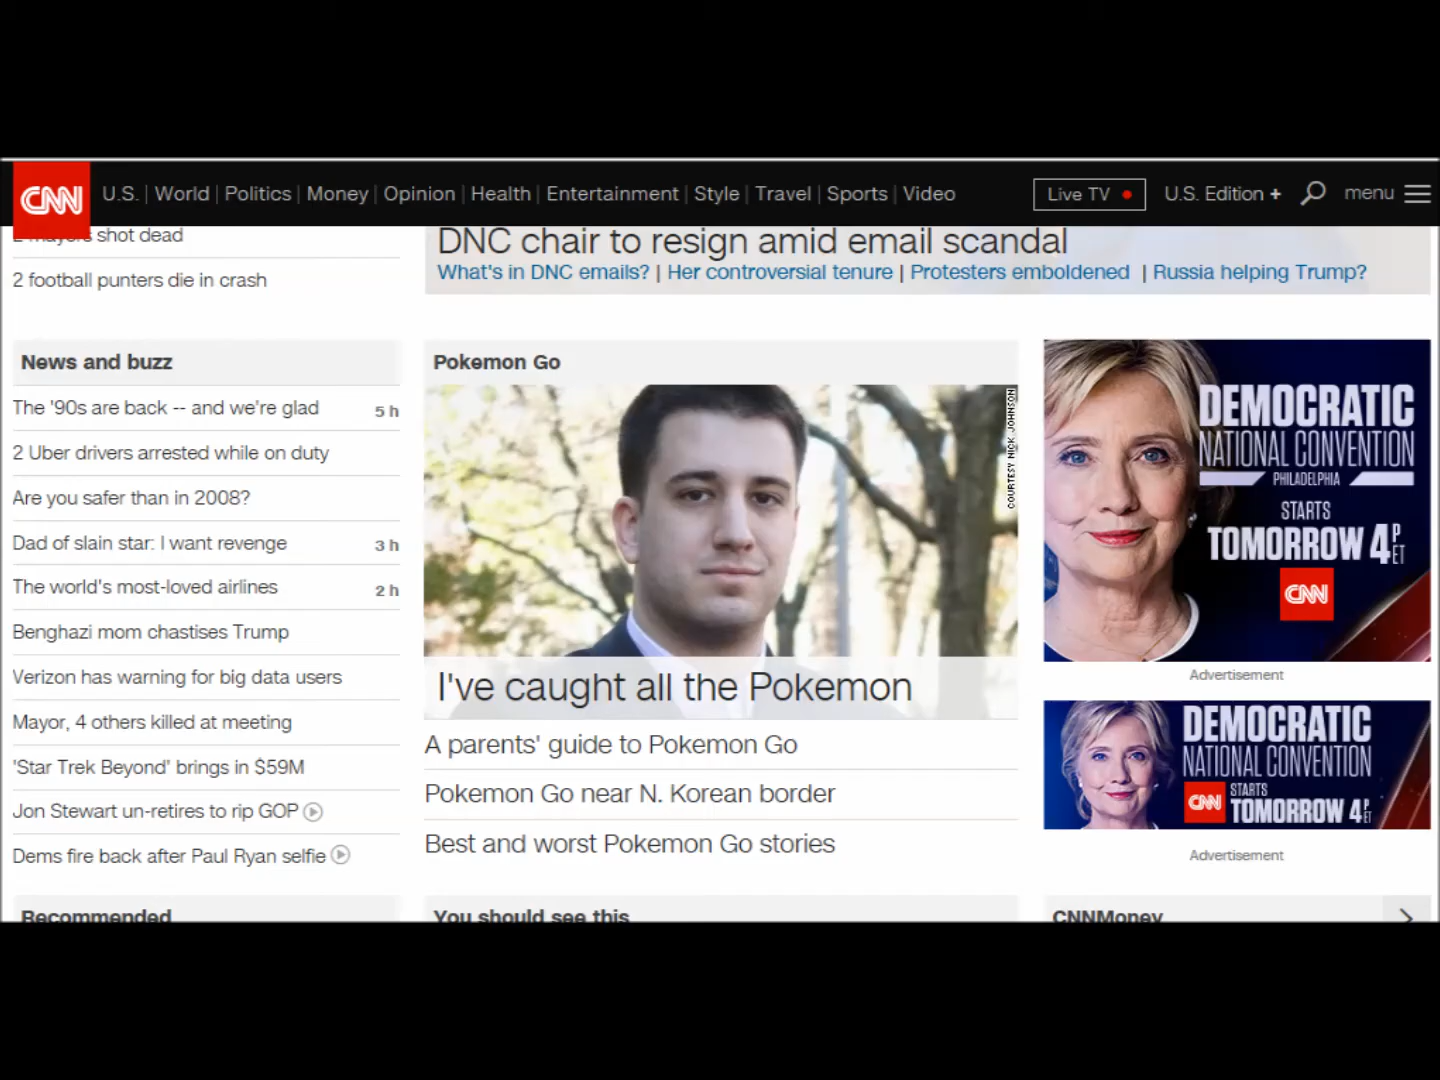 CNN
U.S. | World | Politics | Money | Opinion | Health | Entertainment | Style | Travel | Sports | Video
Live TV
U.S. Edition +
menu
shot dead
2 football punters die in crash
DNC chair to resign amid email scandal
What's in DNC emails? | Her controversial tenure | Protesters emboldened | Russia helping Trump?
News and buzz
The '90s are back -- and we're glad 5 h
2 Uber drivers arrested while on duty
Are you safer than in 2008?
Dad of slain star: I want revenge 3 h
The world's most-loved airlines 2 h
Benghazi mom chastises Trump
Verizon has warning for big data users
Mayor, 4 others killed at meeting
'Star Trek Beyond' brings in $59M
Jon Stewart un-retires to rip GOP
Dems fire back after Paul Ryan selfie
Recommended
Pokemon Go
COURTESY NICK JOHNSON
I've caught all the Pokemon
A parents' guide to Pokemon Go
Pokemon Go near N. Korean border
Best and worst Pokemon Go stories
You should see this
DEMOCRATIC
NATIONAL CONVENTION
PHILADELPHIA
STARTS
TOMORROW 4P ET
CNN
Advertisement
DEMOCRATIC
NATIONAL CONVENTION
CNN
STARTS
TOMORROW 4P ET
Advertisement
CNNMoney